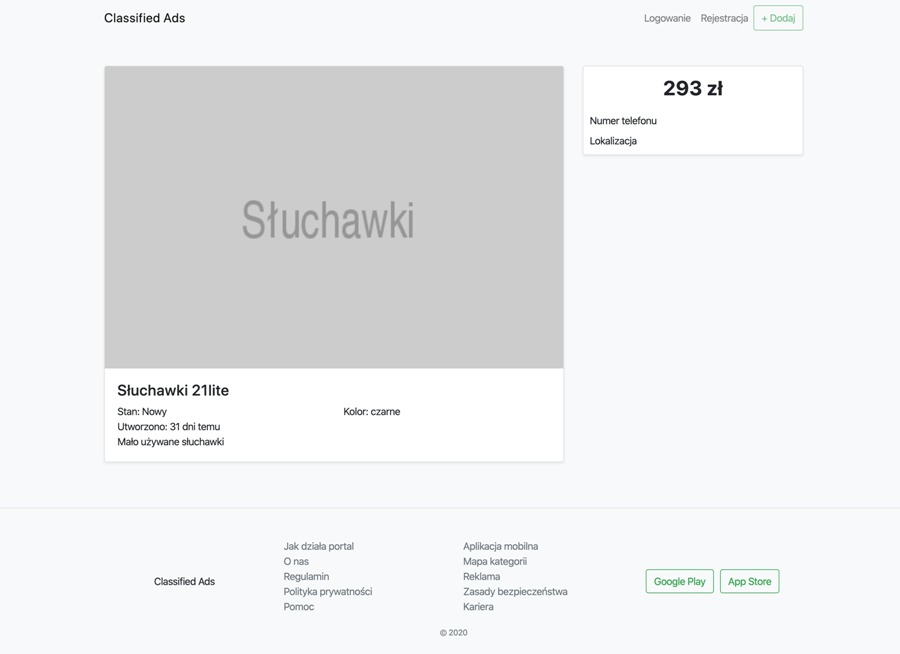 Classified Ads
Logowanie Rejestracja + Dodaj
Słuchawki
293 zł
Numer telefonu
Lokalizacja
Słuchawki 21lite
Stan: Nowy Kolor: czarne
Utworzono: 31 dni temu
Mało używane słuchawki
Classified Ads
Jak działa portal
O nas
Regulamin
Polityka prywatności
Pomoc
Aplikacja mobilna
Mapa kategorii
Reklama
Zasady bezpieczeństwa
Kariera
Google Play App Store
© 2020